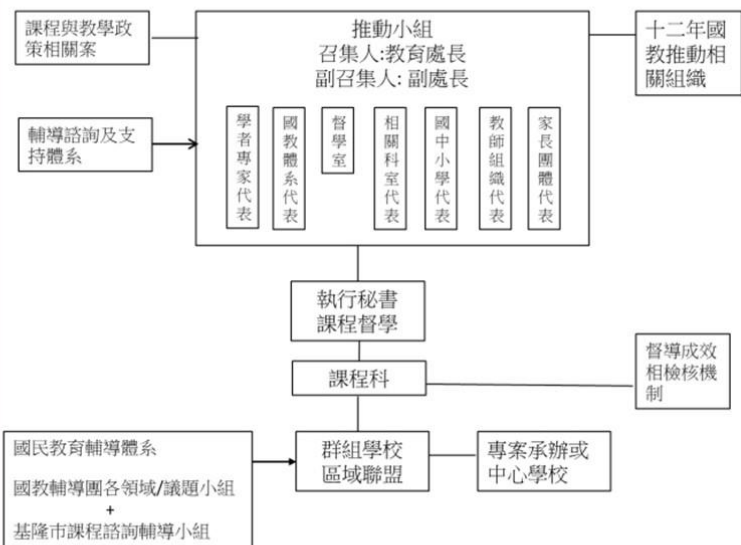 課程與教學政
策相關案
推動小組
召集人:教育處長
副召集人: 副處長
十二年國
教推動相
關組織
輔導諮詢及支
持體系
學者專家代表
國教體系代表
督學室
相關科室代表
國中小學代表
教師組織代表
家長團體代表
執行秘書
課程督學
課程科
督導成效
相檢核機
制
國民教育輔導體系
國教輔導團各領域/議題小組
+
基隆市課程諮詢輔導小組
群組學校
區域聯盟
專案承辦或
中心學校